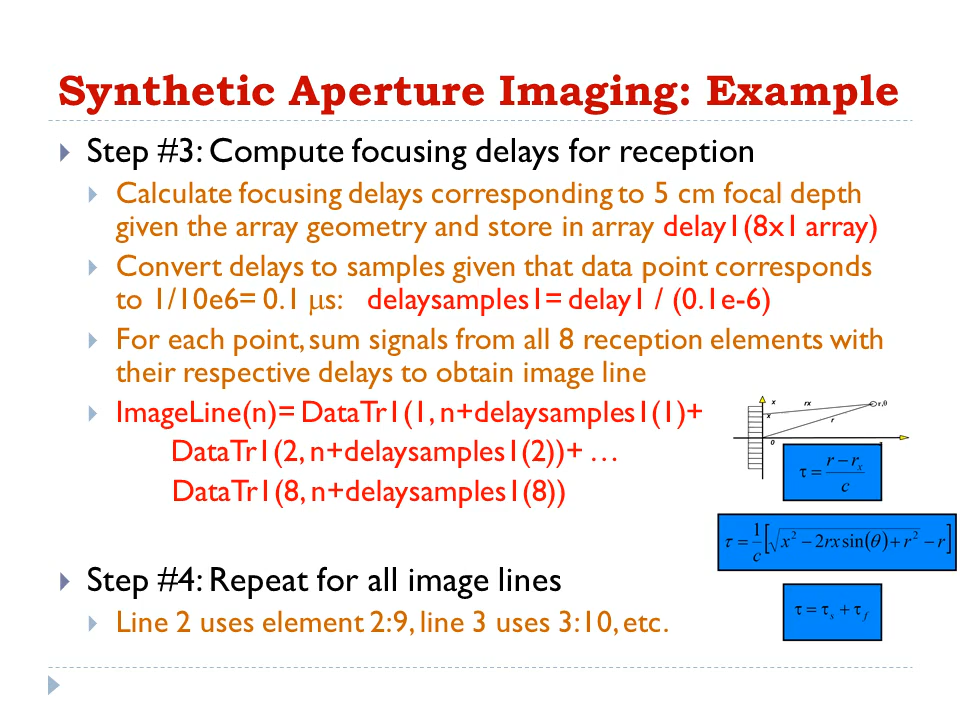 Synthetic Aperture Imaging: Example
Step #3: Compute focusing delays for reception
Calculate focusing delays corresponding to 5 cm focal depth
given the array geometry and store in array delay1(8x1 array)
Convert delays to samples given that data point corresponds
to 1/10e6= 0.1 μs: delaysamples1= delay1 / (0.1e-6)
For each point, sum signals from all 8 reception elements with
their respective delays to obtain image line
ImageLine(n)= DataTr1(1, n+delaysamples1(1)+
DataTr1(2, n+delaysamples1(2))+ …
DataTr1(8, n+delaysamples1(8))
x
rx
r,θ
x
r
0
τ = (r − rₓ)/c
τ = 1/c [√(x² − 2rx sin(θ) + r²) − r]
τ = τₛ + τ_f
Step #4: Repeat for all image lines
Line 2 uses element 2:9, line 3 uses 3:10, etc.